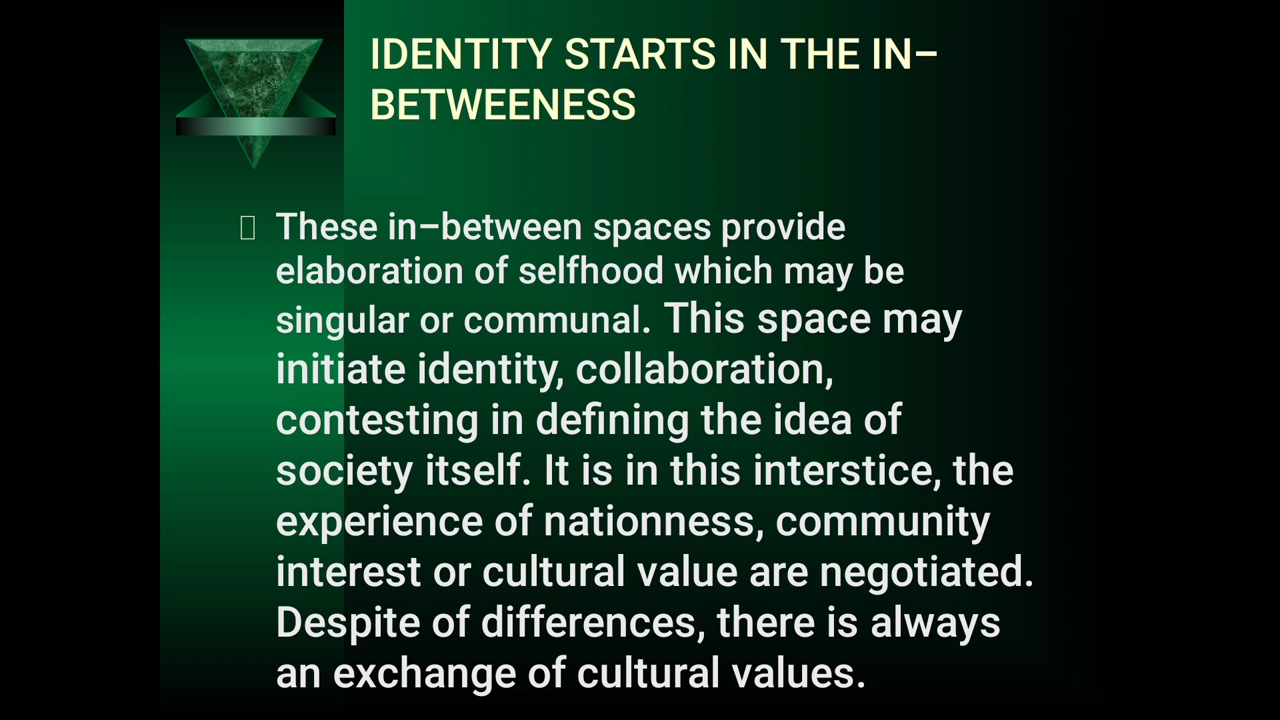 IDENTITY STARTS IN THE IN–
BETWEENESS
These in–between spaces provide
elaboration of selfhood which may be
singular or communal. This space may
initiate identity, collaboration,
contesting in defining the idea of
society itself. It is in this interstice, the
experience of nationness, community
interest or cultural value are negotiated.
Despite of differences, there is always
an exchange of cultural values.